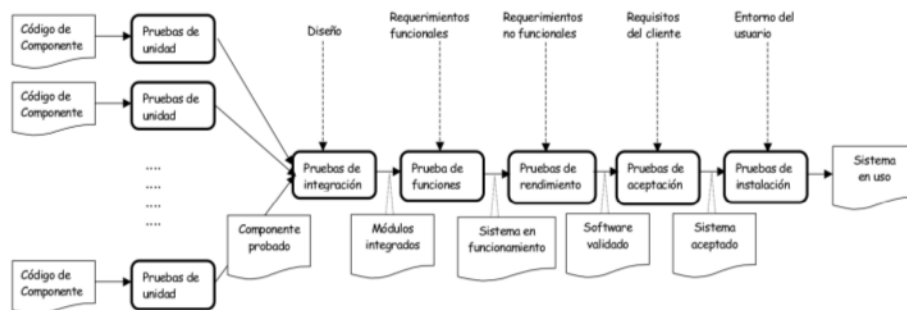 Código de
Componente
Pruebas de
unidad
Diseño
Requerimientos
funcionales
Requerimientos
no funcionales
Requisitos
del cliente
Entorno del
usuario
Código de
Componente
Pruebas de
unidad
....
....
....
....
Pruebas de
integración
Prueba de
funciones
Pruebas de
rendimiento
Pruebas de
aceptación
Pruebas de
instalación
Sistema
en uso
Componente
probado
Módulos
integrados
Sistema en
funcionamiento
Software
validado
Sistema
aceptado
Código de
Componente
Pruebas de
unidad